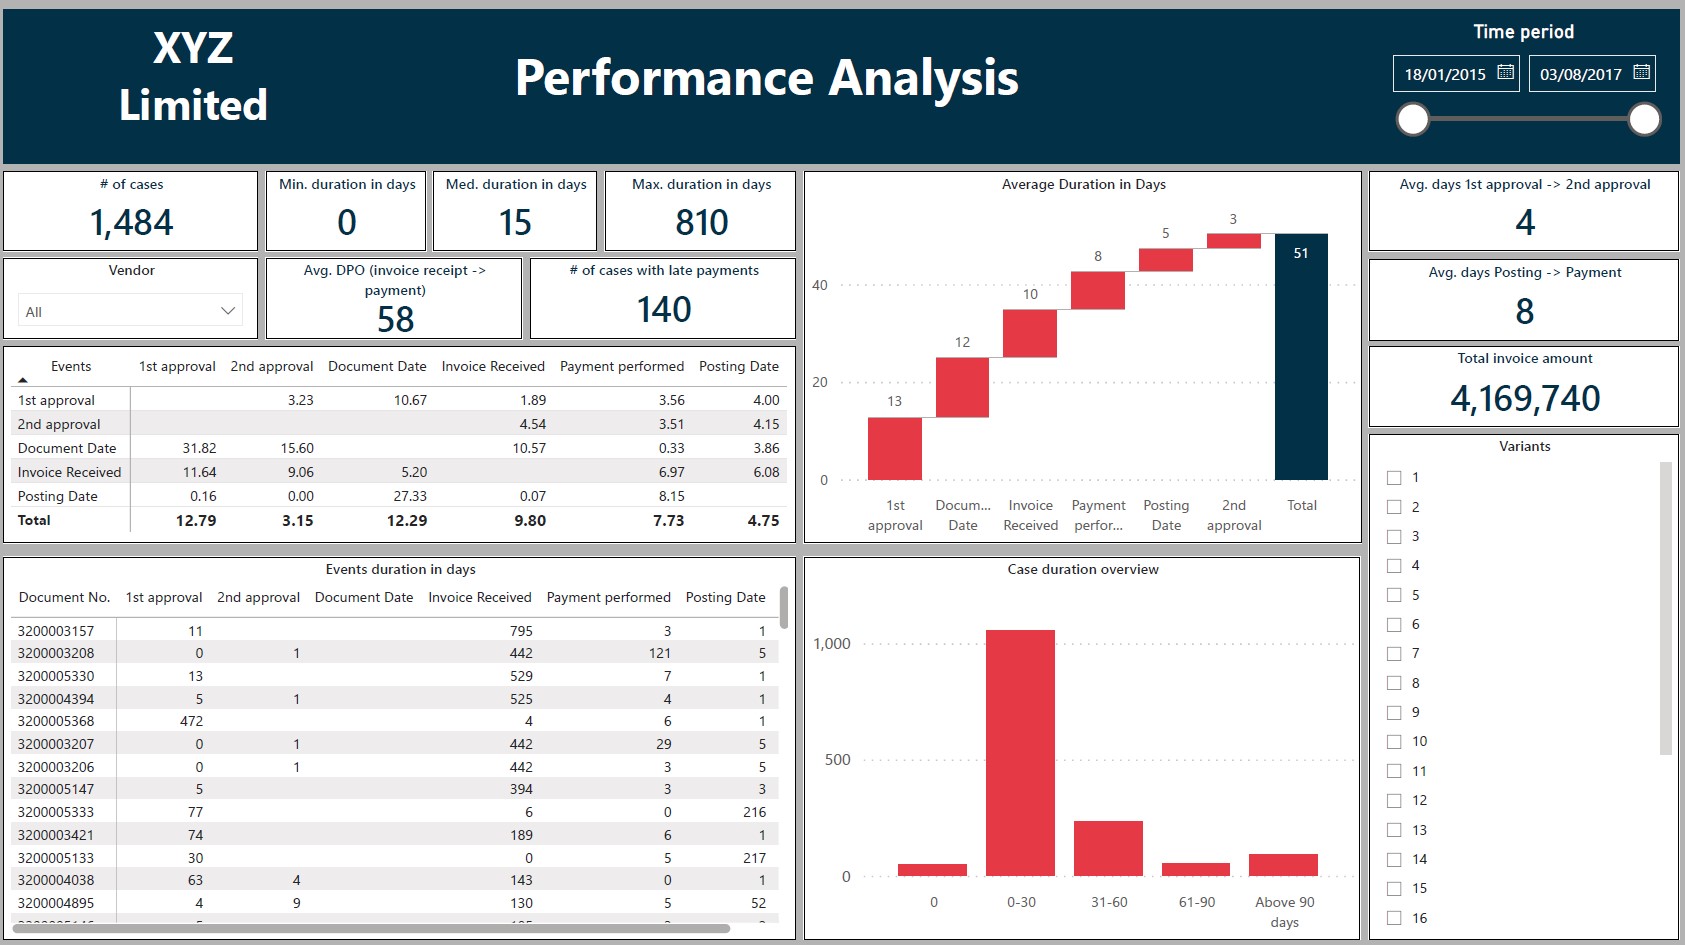 XYZ
Limited
Performance Analysis
Time period
18/01/2015 03/08/2017
# of cases
1,484
Min. duration in days
0
Med. duration in days
15
Max. duration in days
810
Vendor
All
Avg. DPO (invoice receipt ->
payment)
58
# of cases with late payments
140
Events 1st approval 2nd approval Document Date Invoice Received Payment performed Posting Date
1st approval 3.23 10.67 1.89 3.56 4.00
2nd approval 4.54 3.51 4.15
Document Date 31.82 15.60 10.57 0.33 3.86
Invoice Received 11.64 9.06 5.20 6.97 6.08
Posting Date 0.16 0.00 27.33 0.07 8.15
Total 12.79 3.15 12.29 9.80 7.73 4.75
Average Duration in Days
40
20
0
13
12
10
8
5
3
51
1st
approval
Docum...
Date
Invoice
Received
Payment
perfor...
Posting
Date
2nd
approval
Total
Avg. days 1st approval -> 2nd approval
4
Avg. days Posting -> Payment
8
Total invoice amount
4,169,740
Events duration in days
Document No. 1st approval 2nd approval Document Date Invoice Received Payment performed Posting Date
3200003157 11 795 3 1
3200003208 0 1 442 121 5
3200005330 13 529 7 1
3200004394 5 1 525 4 1
3200005368 472 4 6 1
3200003207 0 1 442 29 5
3200003206 0 1 442 3 5
3200005147 5 394 3 3
3200005333 77 6 0 216
3200003421 74 189 6 1
3200005133 30 0 5 217
3200004038 63 4 143 0 1
3200004895 4 9 130 5 52
Case duration overview
1,000
500
0
0
0-30
31-60
61-90
Above 90
days
Variants
1
2
3
4
5
6
7
8
9
10
11
12
13
14
15
16